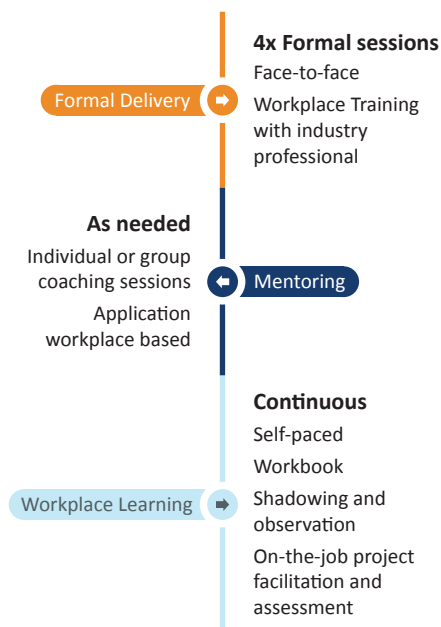 4x Formal sessions
Face-to-face
Formal Delivery
Workplace Training
with industry
professional
As needed
Individual or group
coaching sessions
Mentoring
Application
workplace based
Continuous
Self-paced
Workbook
Workplace Learning
Shadowing and
observation
On-the-job project
facilitation and
assessment